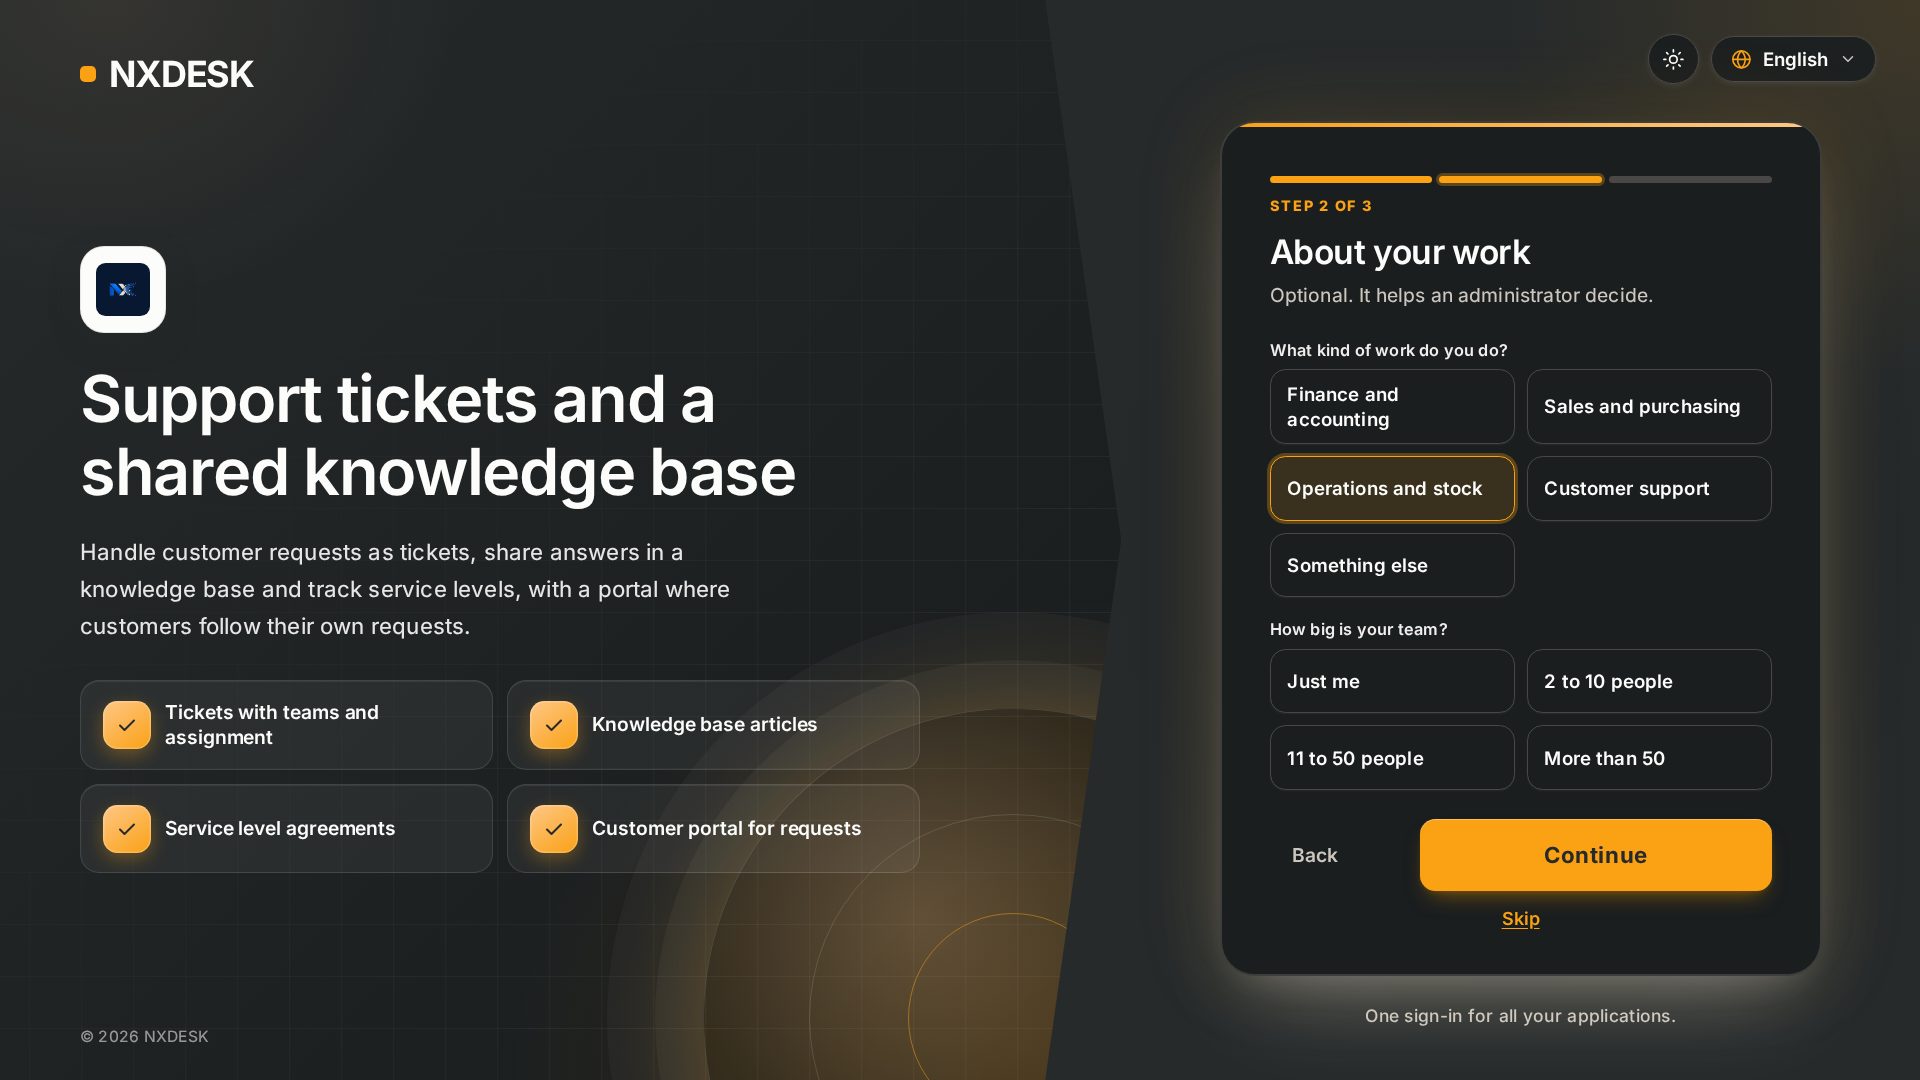 NXDESK
English
NX
Support tickets and a
shared knowledge base
Handle customer requests as tickets, share answers in a
knowledge base and track service levels, with a portal where
customers follow their own requests.
Tickets with teams and
assignment
Knowledge base articles
Service level agreements
Customer portal for requests
© 2026 NXDESK
STEP 2 OF 3
About your work
Optional. It helps an administrator decide.
What kind of work do you do?
Finance and
accounting
Sales and purchasing
Operations and stock
Customer support
Something else
How big is your team?
Just me
2 to 10 people
11 to 50 people
More than 50
Back
Continue
Skip
One sign-in for all your applications.